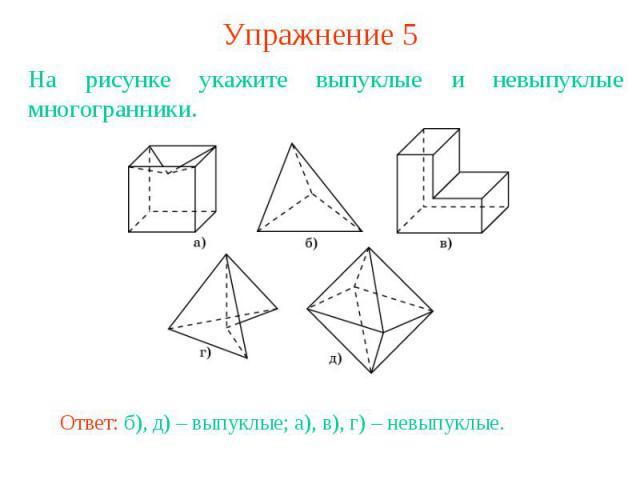 Упражнение 5
На рисунке укажите выпуклые и невыпуклые
многогранники.
а) б) в)
г) д)
Ответ: б), д) – выпуклые; а), в), г) – невыпуклые.